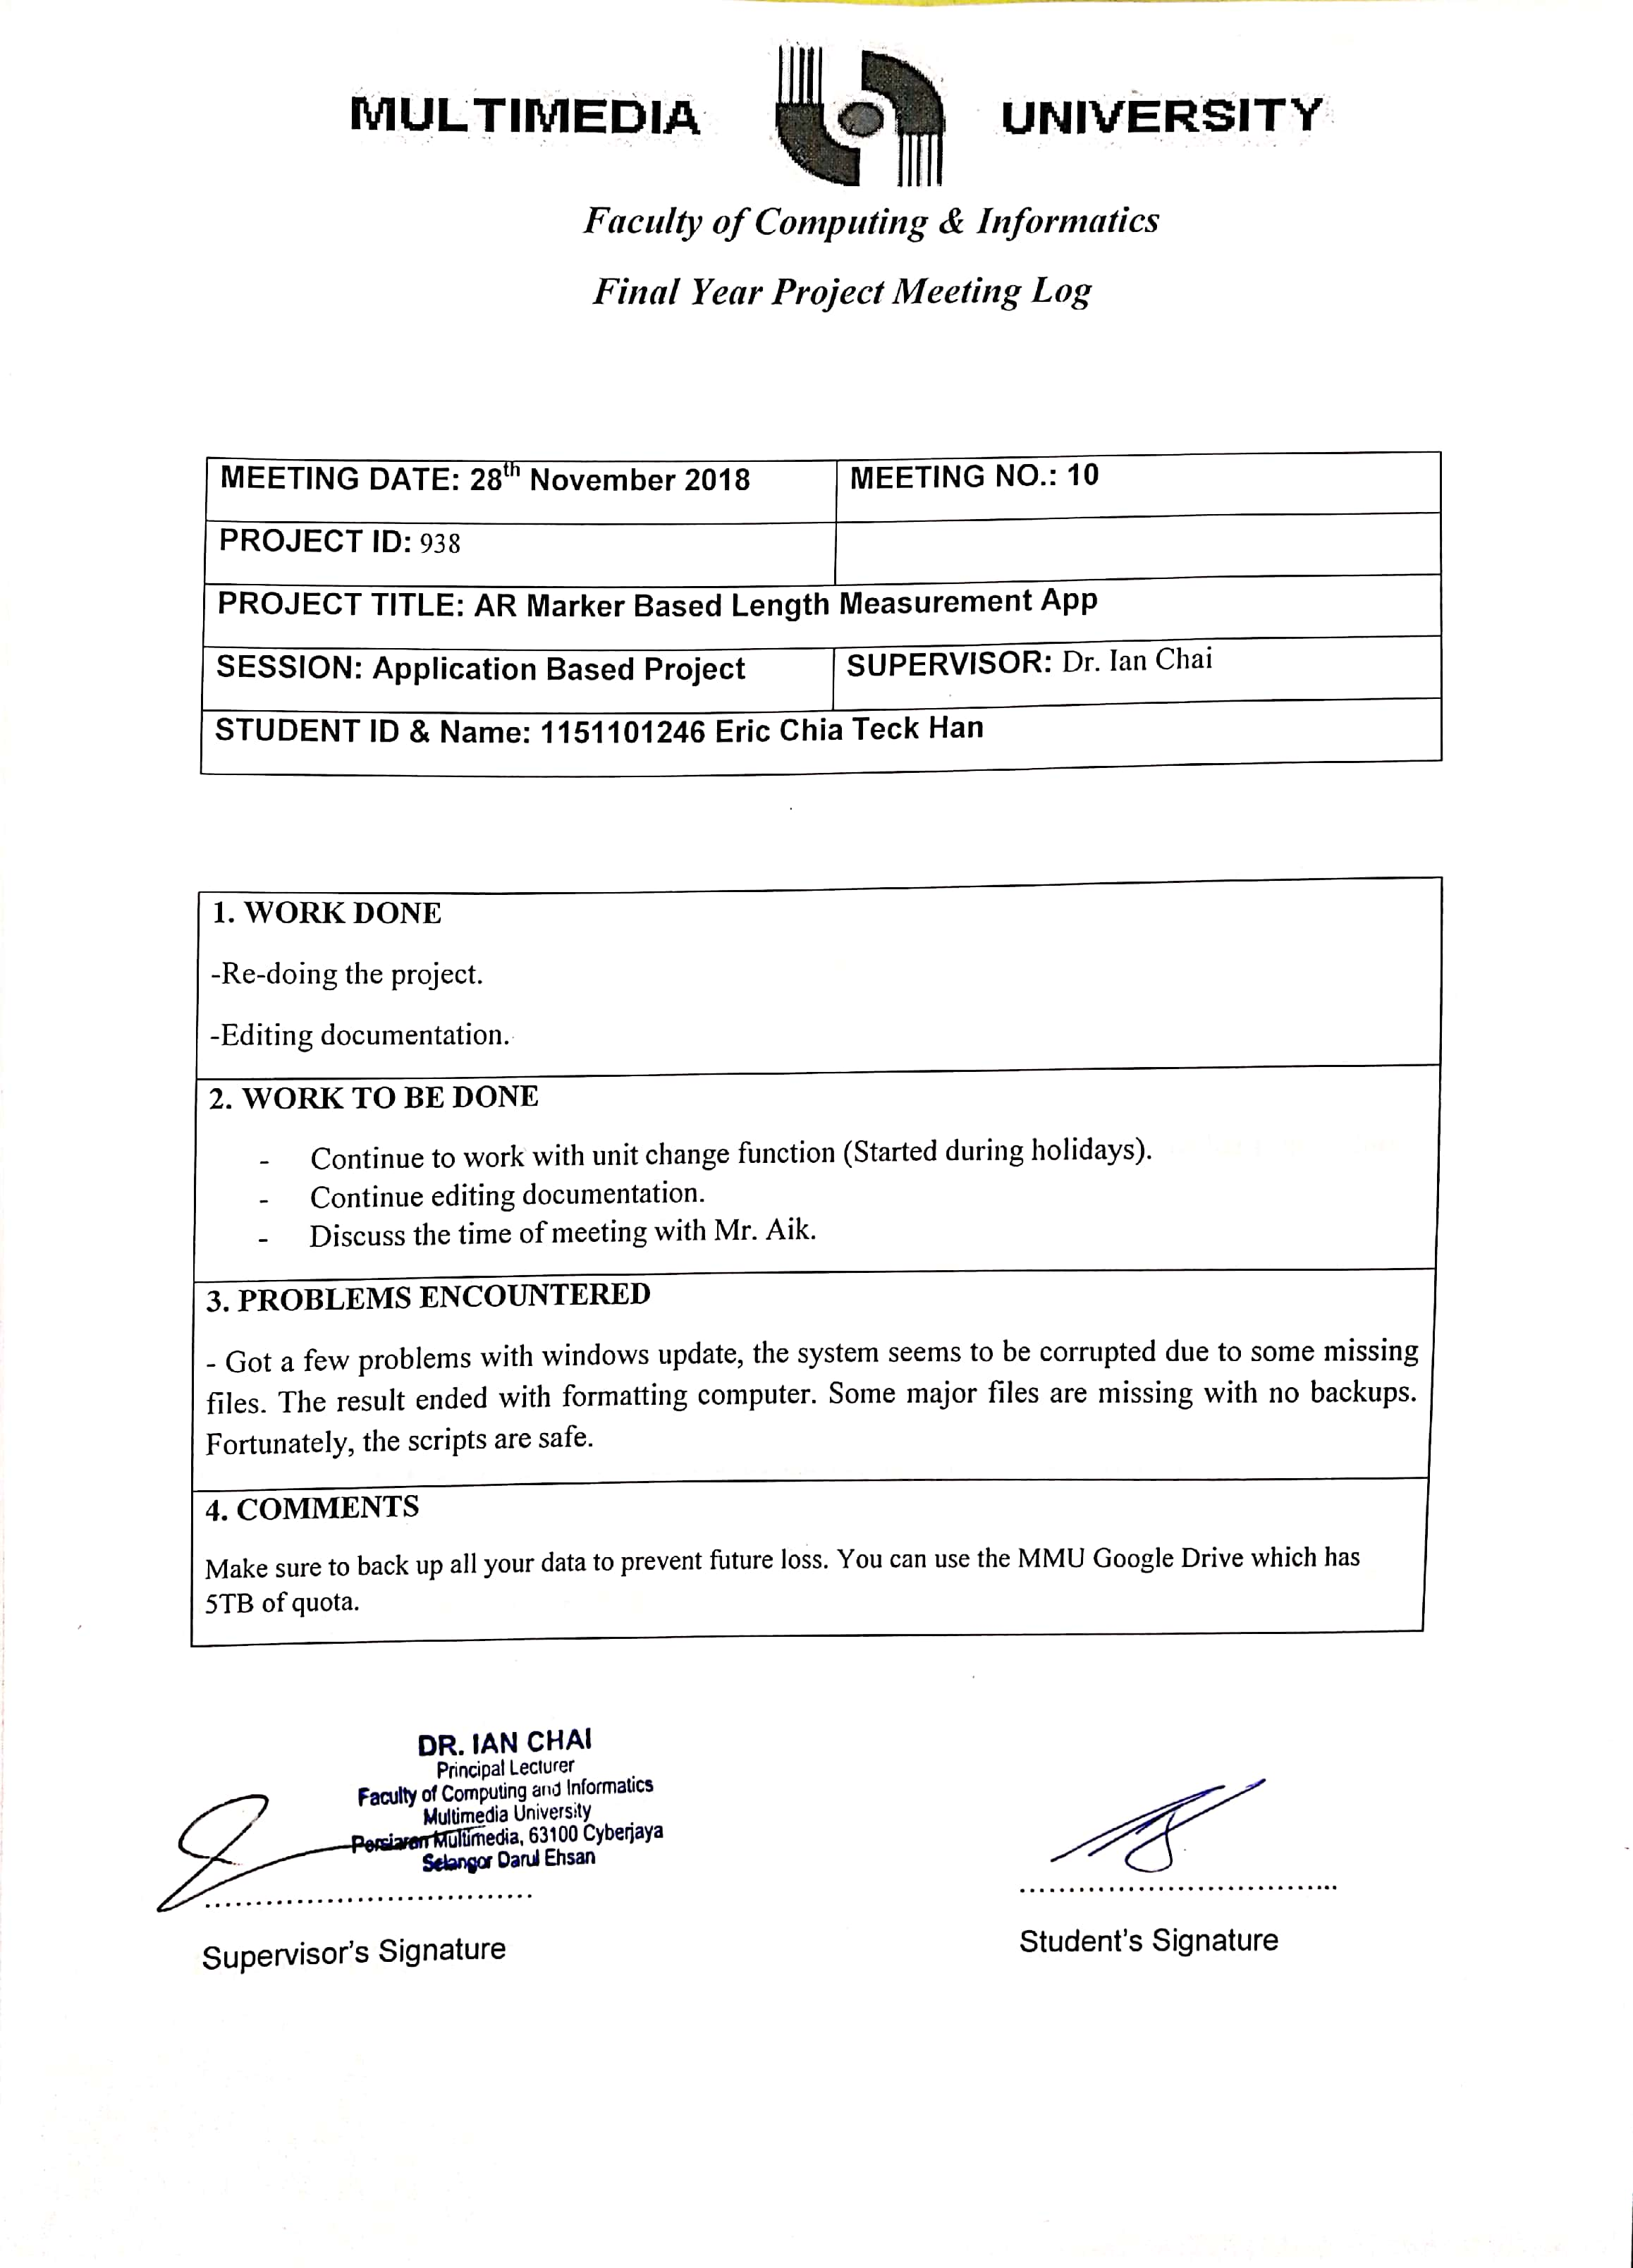 MULTIMEDIA UNIVERSITY
Faculty of Computing & Informatics
Final Year Project Meeting Log
MEETING DATE: 28th November 2018 MEETING NO.: 10
PROJECT ID: 938
PROJECT TITLE: AR Marker Based Length Measurement App
SESSION: Application Based Project SUPERVISOR: Dr. Ian Chai
STUDENT ID & Name: 1151101246 Eric Chia Teck Han
1. WORK DONE
-Re-doing the project.
-Editing documentation.
2. WORK TO BE DONE
- Continue to work with unit change function (Started during holidays).
- Continue editing documentation.
- Discuss the time of meeting with Mr. Aik.
3. PROBLEMS ENCOUNTERED
- Got a few problems with windows update, the system seems to be corrupted due to some missing
files. The result ended with formatting computer. Some major files are missing with no backups.
Fortunately, the scripts are safe.
4. COMMENTS
Make sure to back up all your data to prevent future loss. You can use the MMU Google Drive which has
5TB of quota.
DR. IAN CHAI
Principal Lecturer
Faculty of Computing and Informatics
Multimedia University
Persiaran Multimedia, 63100 Cyberjaya
Selangor Darul Ehsan
Supervisor's Signature
Student's Signature